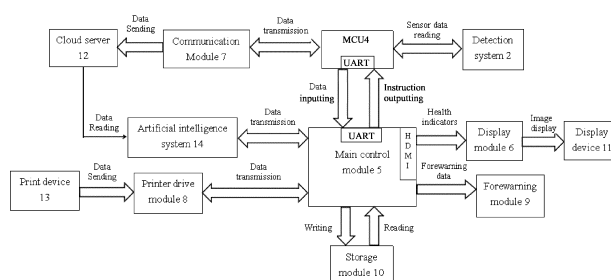 Data
Sending
Cloud server
12
Communication
Module 7
Data
transmission
MCU4
UART
Sensor data
reading
Detection
system 2
Data
inputting
Instruction
outputting
Data
Reading
Artificial intelligence
system 14
Data
transmission
UART
Main control
module 5
H
D
M
I
Health
indicators
Display
module 6
Image
display
Display
device 11
Forewarning
data
Forewarning
module 9
Print device
13
Data
Sending
Printer drive
module 8
Data
transmission
Writing
Reading
Storage
module 10